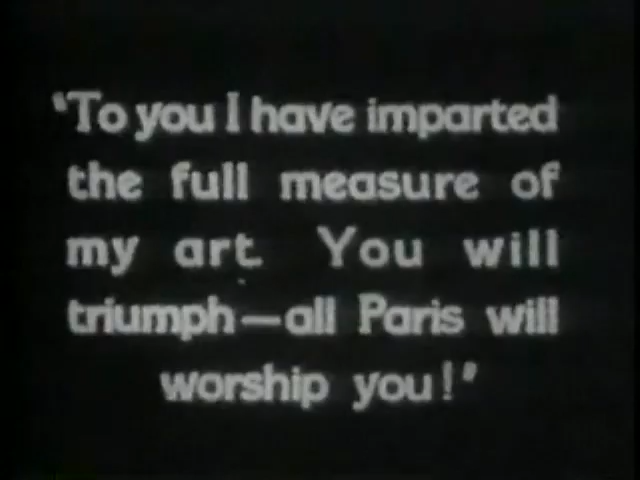 "To you I have imparted
the full measure of
my art. You will
triumph—all Paris will
worship you!"